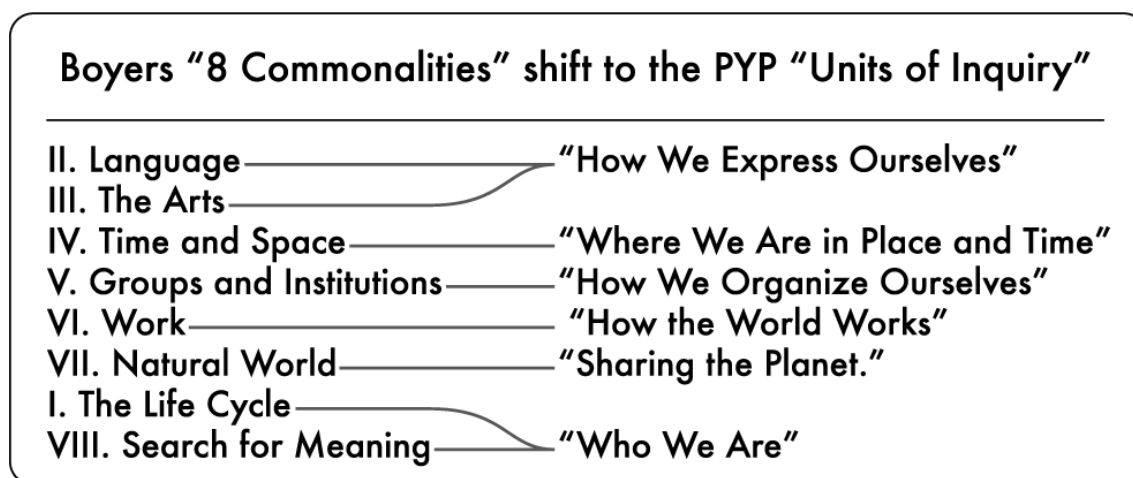 Boyers “8 Commonalities” shift to the PYP “Units of Inquiry”
II. Language “How We Express Ourselves”
III. The Arts
IV. Time and Space “Where We Are in Place and Time”
V. Groups and Institutions “How We Organize Ourselves”
VI. Work “How the World Works”
VII. Natural World “Sharing the Planet.”
I. The Life Cycle
VIII. Search for Meaning “Who We Are”